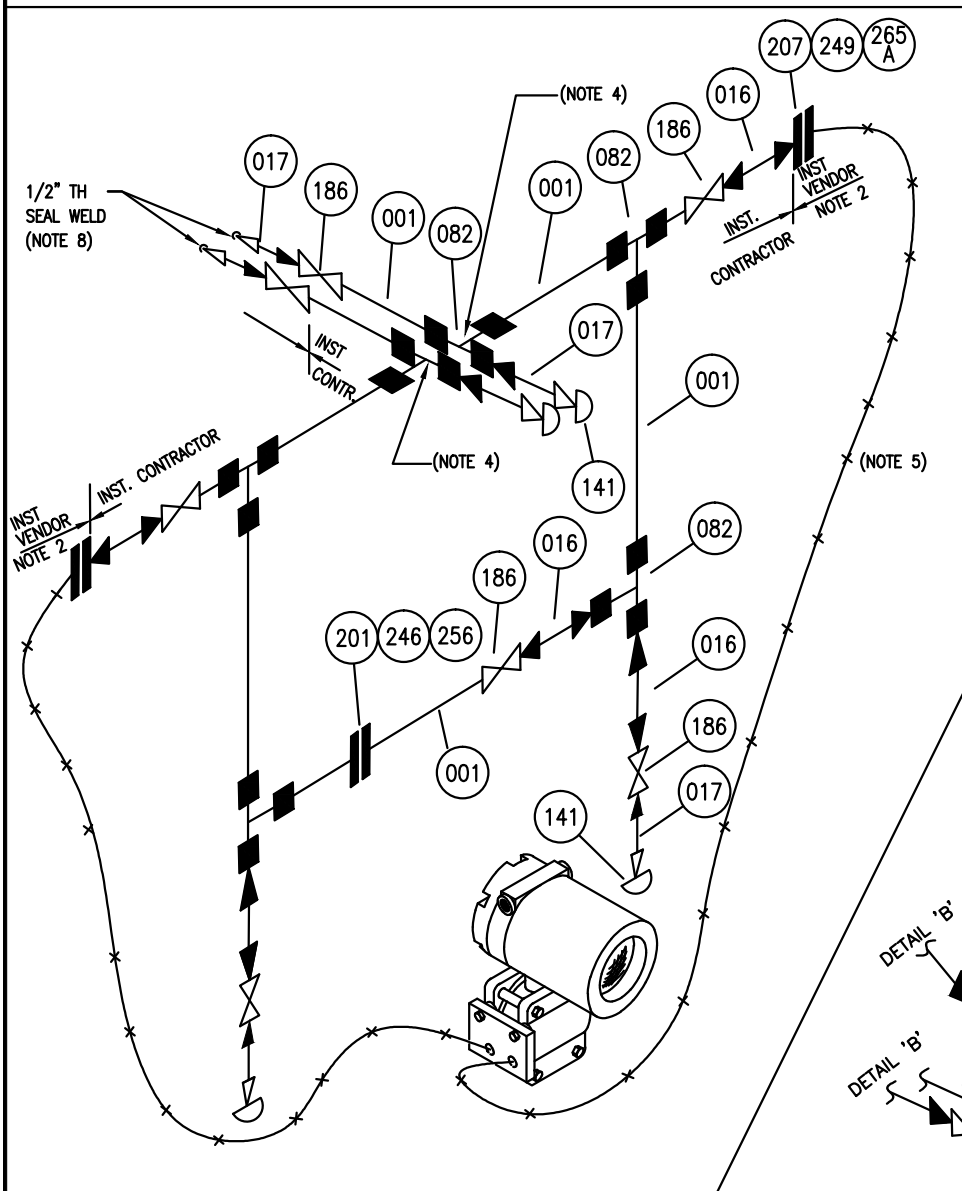 207 249 265
A
016
(NOTE 4)
186
082
017
1/2" TH
SEAL WELD
(NOTE 8)
186
001
001
082
INST
VENDOR
NOTE 2
INST.
CONTRACTOR
017
INST
CONTR.
001
(NOTE 4)
(NOTE 5)
141
INST. CONTRACTOR
INST
VENDOR
NOTE 2
082
016
186
201 246 256
016
186
001
017
141
DETAIL 'B'
DETAIL 'B'